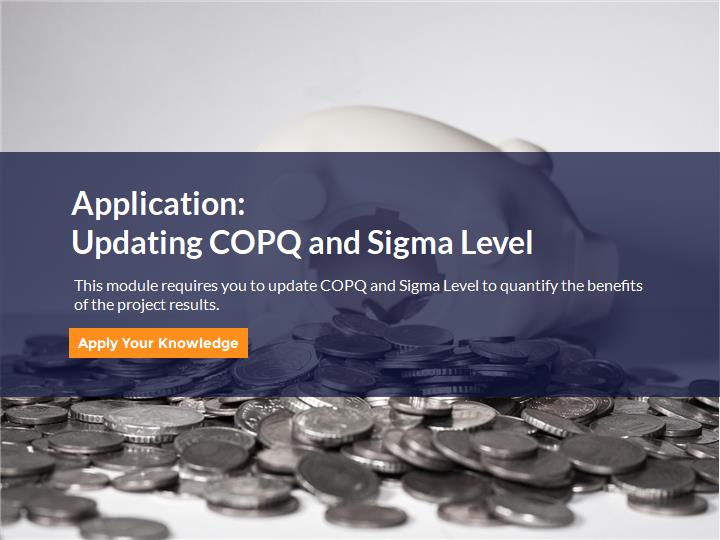 Application:
Updating COPQ and Sigma Level
This module requires you to update COPQ and Sigma Level to quantify the benefits
of the project results.
Apply Your Knowledge